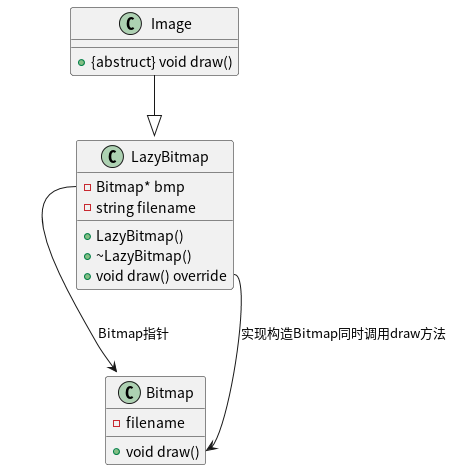 C Image
{abstract} void draw()
C LazyBitmap
Bitmap* bmp
string filename
LazyBitmap()
~LazyBitmap()
void draw() override
Bitmap指针
实现构造Bitmap同时调用draw方法
C Bitmap
filename
void draw()